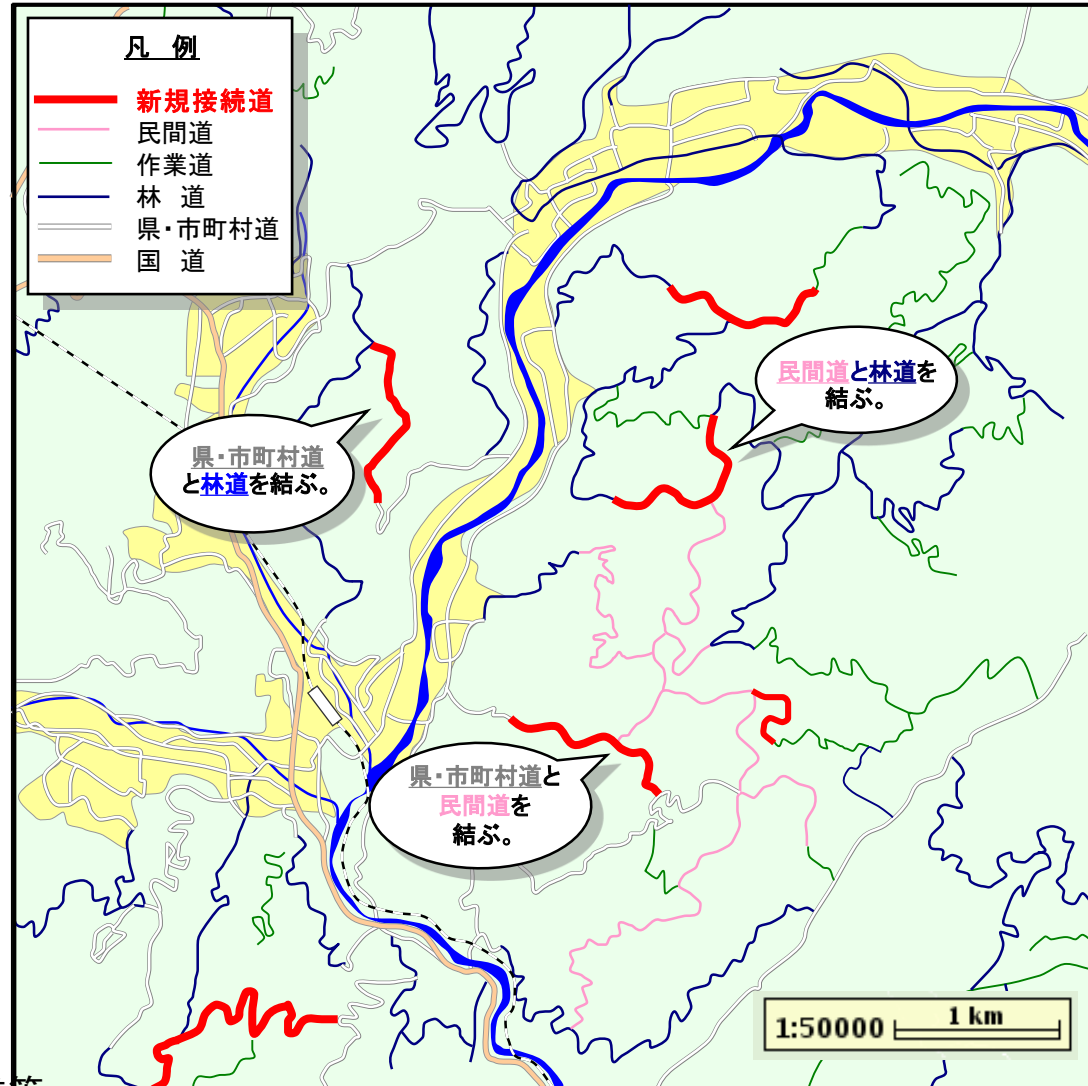 凡 例
新規接続道
民間道
作業道
林 道
県・市町村道
国 道
民間道と林道を
結ぶ。
県・市町村道
と林道を結ぶ。
県・市町村道と
民間道を
結ぶ。
1:50000 1 km